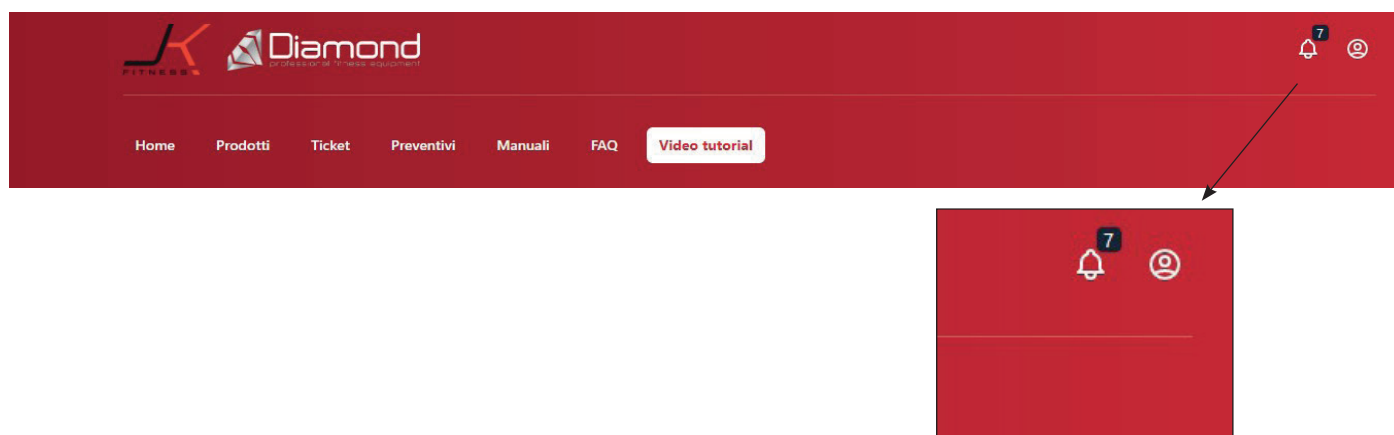 JK
FITNESS
Diamond
professional fitness equipment
7
Home Prodotti Ticket Preventivi Manuali FAQ Video tutorial
7